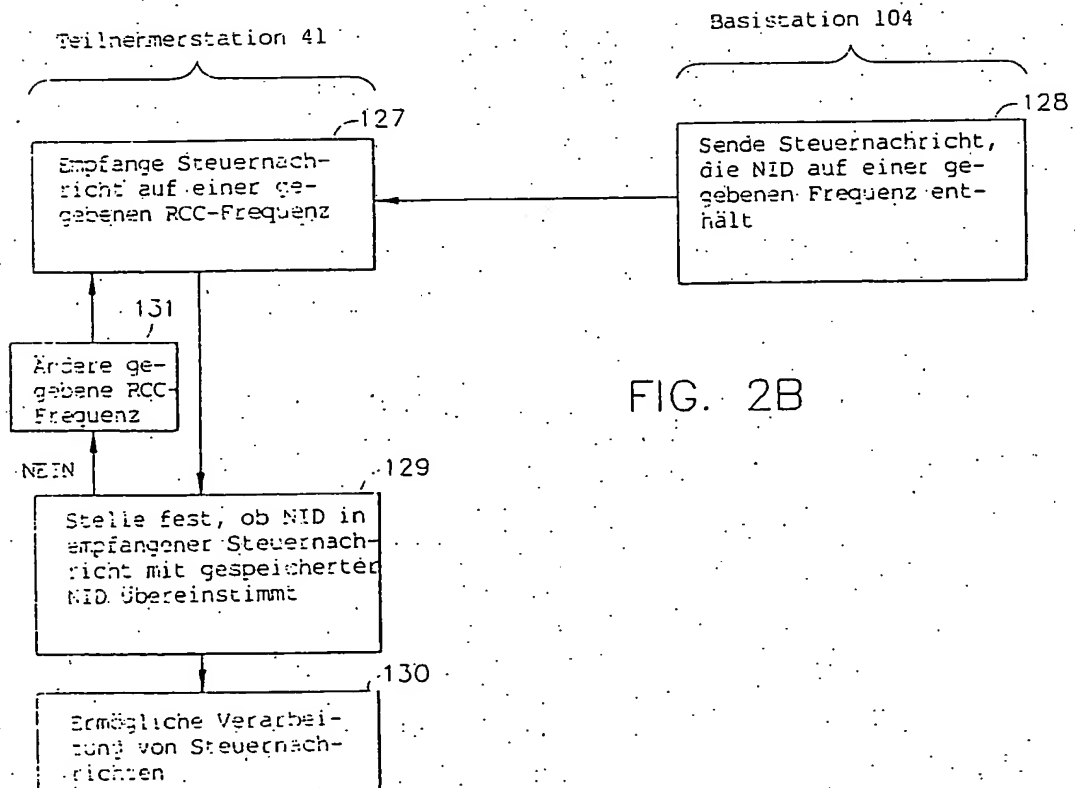 Teilnehmerstation 41
Basistation 104
127
128
Empfange Steuernach-
richt auf einer ge-
gebenen RCC-Frequenz
Sende Steuernachricht,
die NID auf einer ge-
gebenen Frequenz ent-
hält
131
Ändere ge-
gebene RCC-
Frequenz
FIG. 2B
NEIN
129
Stelle fest, ob NID in
empfangener Steuernach-
richt mit gespeicherter
NID übereinstimmt
130
Ermögliche Verarbei-
tung von Steuernach-
richten